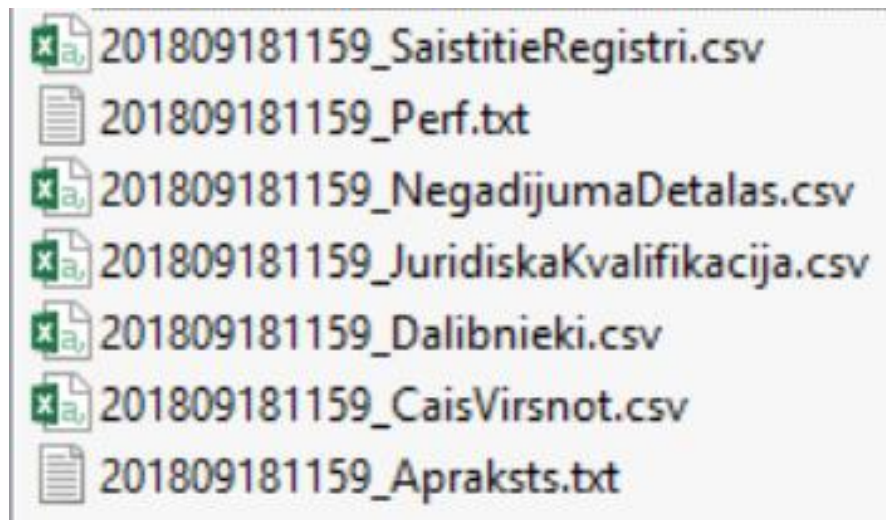 201809181159_SaistitieRegistri.csv
201809181159_Perf.txt
201809181159_NegadijumaDetalas.csv
201809181159_JuridiskaKvalifikacija.csv
201809181159_Dalibnieki.csv
201809181159_CaisVirsnot.csv
201809181159_Apraksts.txt